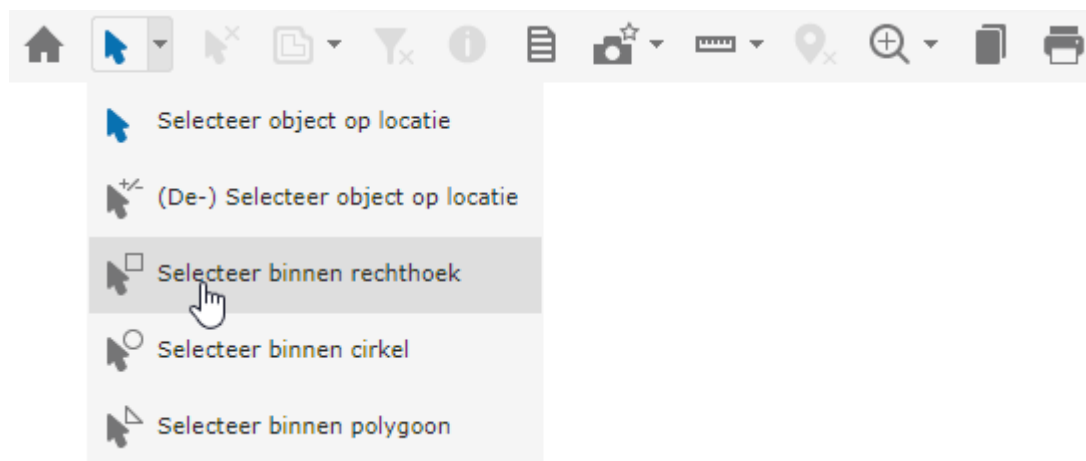 Selecteer object op locatie
(De-) Selecteer object op locatie
Selecteer binnen rechthoek
Selecteer binnen cirkel
Selecteer binnen polygoon